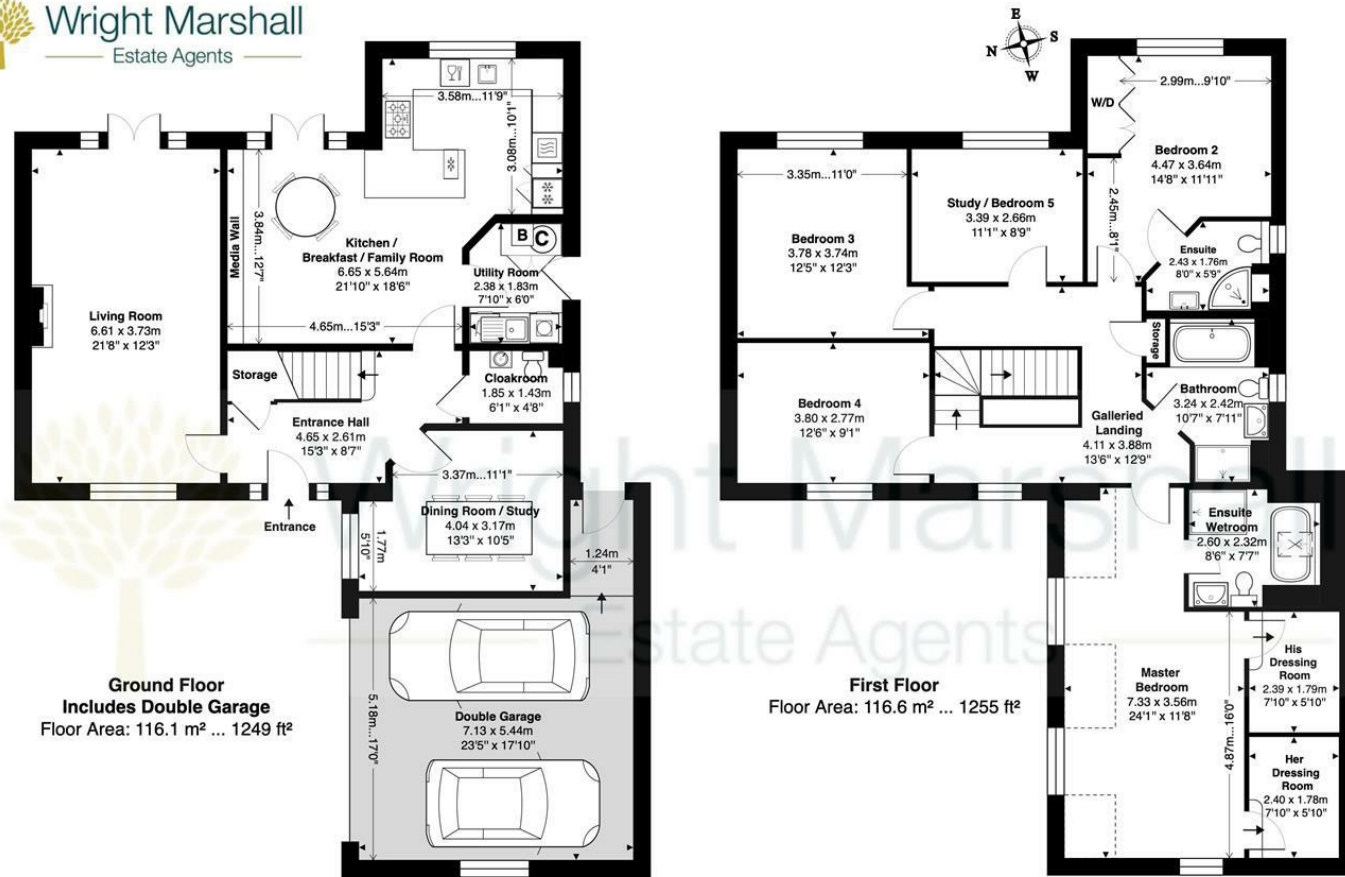 Wright Marshall
Estate Agents
3.58m...11'9"
3.08m...10'1"
3.84m...12'7"
Media Wall
Kitchen /
Breakfast / Family Room
6.65 x 5.64m
21'10" x 18'6"
4.65m...15'3"
B
C
Utility Room
2.38 x 1.83m
7'10" x 6'0"
Living Room
6.61 x 3.73m
21'8" x 12'3"
Storage
Cloakroom
1.85 x 1.43m
6'1" x 4'8"
Entrance Hall
4.65 x 2.61m
15'3" x 8'7"
Entrance
3.37m...11'1"
Dining Room / Study
4.04 x 3.17m
13'3" x 10'5"
1.77m
5'10"
1.24m
4'1"
5.18m...17'0"
Double Garage
7.13 x 5.44m
23'5" x 17'10"
Ground Floor
Includes Double Garage
Floor Area: 116.1 m² ... 1249 ft²
E
N
S
W
2.99m...9'10"
W/D
Bedroom 2
4.47 x 3.64m
14'8" x 11'11"
2.45m...8'1"
3.35m...11'0"
Bedroom 3
3.78 x 3.74m
12'5" x 12'3"
Study / Bedroom 5
3.39 x 2.66m
11'1" x 8'9"
Ensuite
2.43 x 1.76m
8'0" x 5'9"
Storage
Bathroom
3.24 x 2.42m
10'7" x 7'11"
Bedroom 4
3.80 x 2.77m
12'6" x 9'1"
Galleried
Landing
4.11 x 3.88m
13'6" x 12'9"
Ensuite
Wetroom
2.60 x 2.32m
8'6" x 7'7"
Master
Bedroom
7.33 x 3.56m
24'1" x 11'8"
4.87m...16'0"
His
Dressing
Room
2.39 x 1.79m
7'10" x 5'10"
Her
Dressing
Room
2.40 x 1.78m
7'10" x 5'10"
First Floor
Floor Area: 116.6 m² ... 1255 ft²
Wright Marshall
Estate Agents